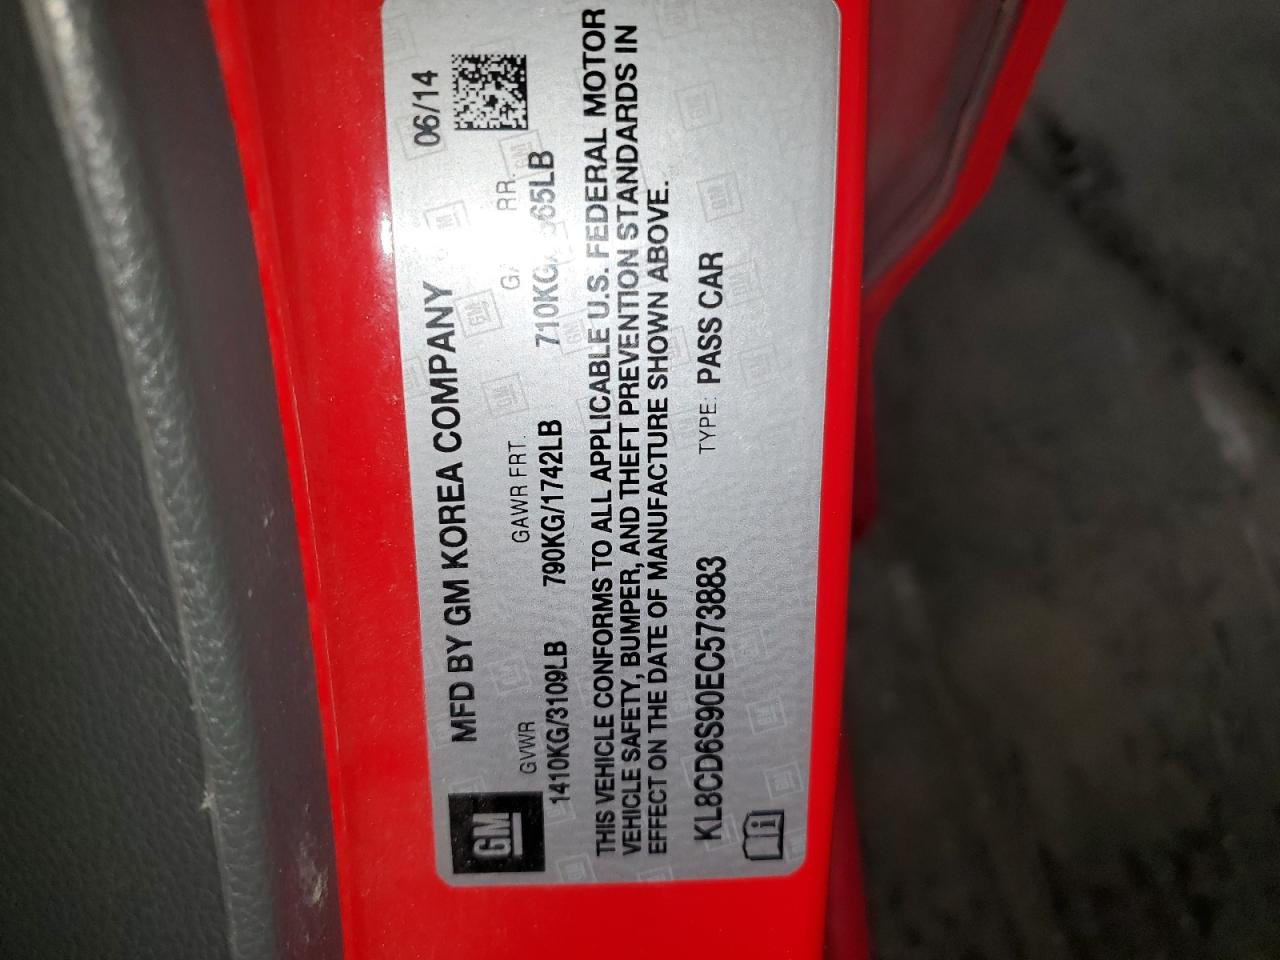 GM
MFD BY GM KOREA COMPANY 06/14
GVWR GAWR FRT. RR.
1410KG/3109LB 790KG/1742LB 710KG
THIS VEHICLE CONFORMS TO ALL APPLICABLE U.S. FEDERAL MOTOR
VEHICLE SAFETY, BUMPER, AND THEFT PREVENTION STANDARDS IN
EFFECT ON THE DATE OF MANUFACTURE SHOWN ABOVE.
KL8CD6S90EC573883 TYPE: PASS CAR